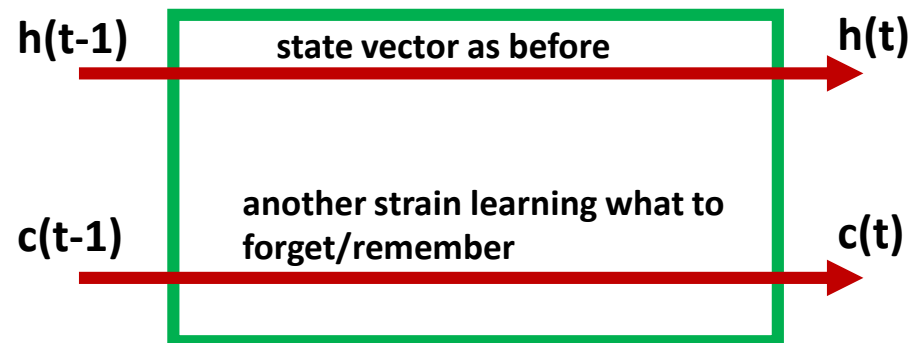 h(t-1)
state vector as before
h(t)
another strain learning what to
forget/remember
c(t-1)
c(t)